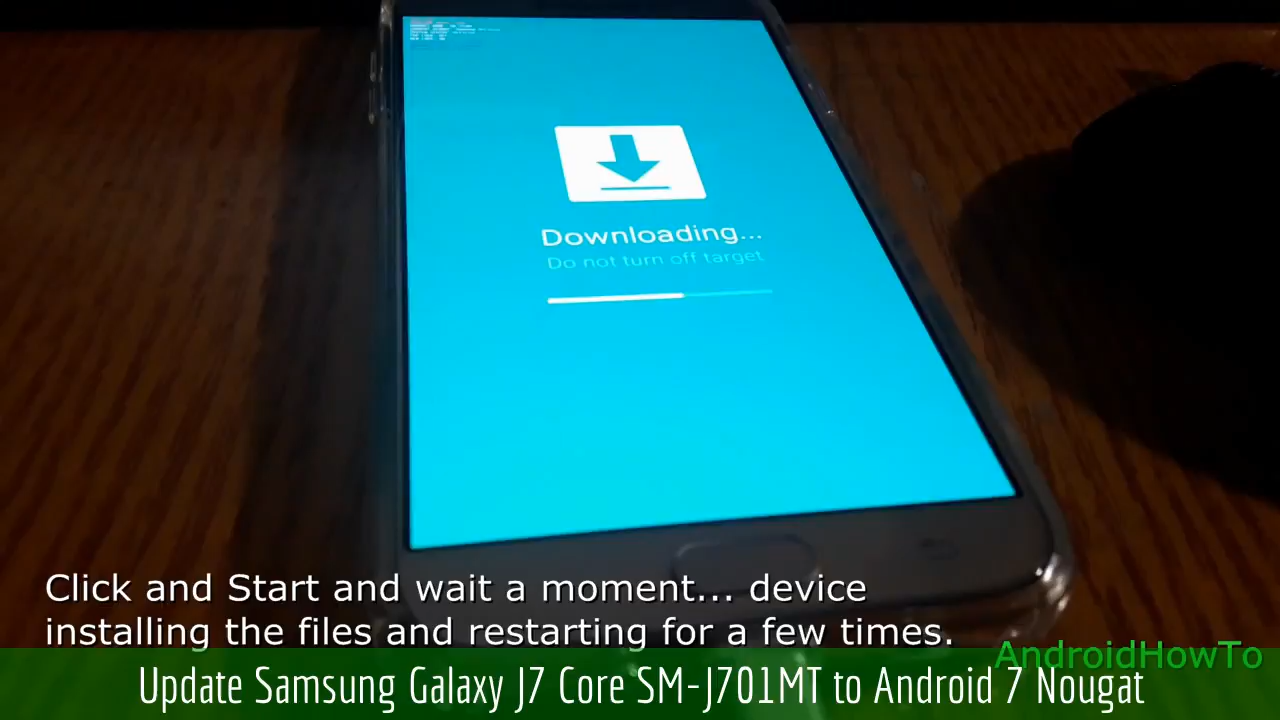 Downloading...
Do not turn off target
Click and Start and wait a moment... device
installing the files and restarting for a few times.
AndroidHowTo
Update Samsung Galaxy J7 Core SM-J701MT to Android 7 Nougat